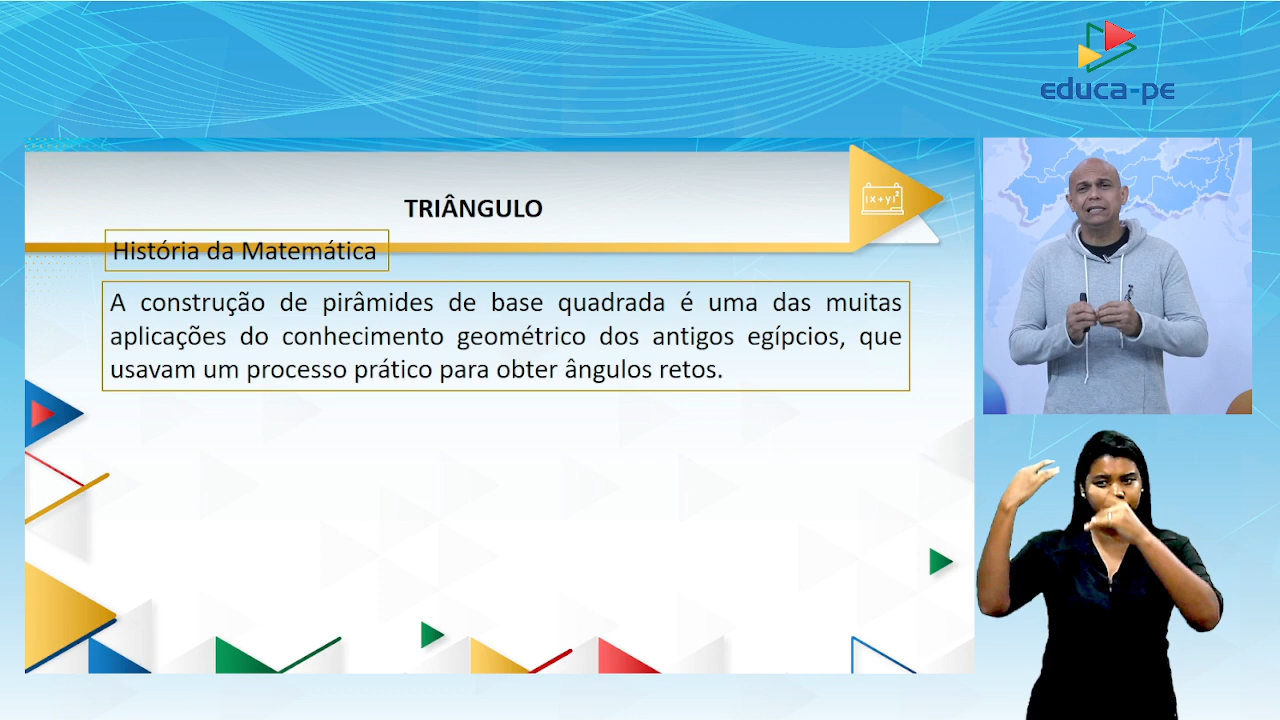 educa-pe
TRIÂNGULO
|x+y|²
História da Matemática
A construção de pirâmides de base quadrada é uma das muitas
aplicações do conhecimento geométrico dos antigos egípcios, que
usavam um processo prático para obter ângulos retos.